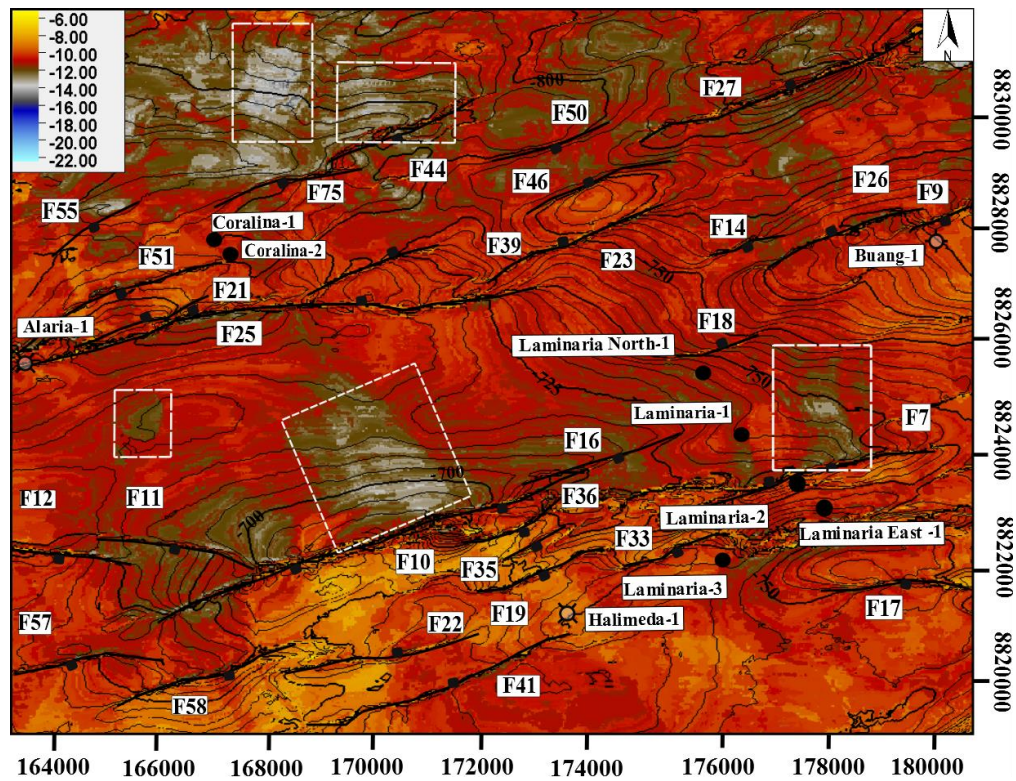 -6.00
-8.00
-10.00
-12.00
-14.00
-16.00
-18.00
-20.00
-22.00
N
800
F27
F50
F44
F46
F75
F26
F9
F55
Coralina-1
F51
Coralina-2
F39
F14
F23
Buang-1
750
F21
Alaria-1
F25
F18
Laminaria North-1
725
750
Laminaria-1
F7
F16
700
F12
F11
F36
700
Laminaria-2
Laminaria East -1
F10
F33
F35
Laminaria-3
F17
F57
F22
F19
Halimeda-1
F58
F41
8830000
8828000
8826000
8824000
8822000
8820000
164000 166000 168000 170000 172000 174000 176000 178000 180000